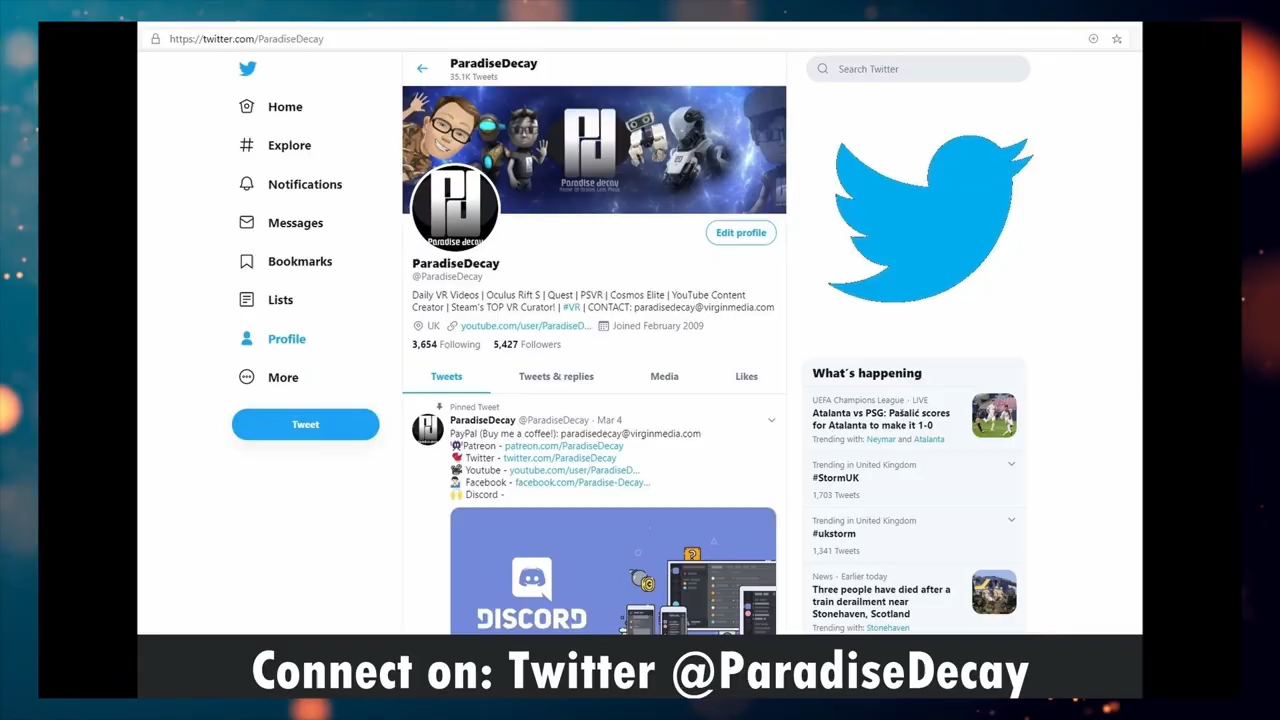 https://twitter.com/ParadiseDecay
Home
Explore
Notifications
Messages
Bookmarks
Lists
Profile
More
Tweet
ParadiseDecay
35.1K Tweets
Paradise decay
Paradise decay
Edit profile
ParadiseDecay
@ParadiseDecay
Daily VR Videos | Oculus Rift S | Quest | PSVR | Cosmos Elite | YouTube Content
Creator | Steam's TOP VR Curator! | #VR | CONTACT: paradisedecay@virginmedia.com
UK youtube.com/user/ParadiseD... Joined February 2009
3,654 Following 5,427 Followers
Tweets Tweets & replies Media Likes
Pinned Tweet
ParadiseDecay @ParadiseDecay · Mar 4
PayPal (Buy me a coffee!): paradisedecay@virginmedia.com
Patreon - patreon.com/ParadiseDecay
Twitter - twitter.com/ParadiseDecay
Youtube - youtube.com/user/ParadiseD...
Facebook - facebook.com/Paradise-Decay...
Discord -
DISCORD
Search Twitter
What's happening
UEFA Champions League · LIVE
Atalanta vs PSG: Pašalić scores
for Atalanta to make it 1-0
Trending with: Neymar and Atalanta
Trending in United Kingdom
#StormUK
1,703 Tweets
Trending in United Kingdom
#ukstorm
1,341 Tweets
News · Earlier today
Three people have died after a
train derailment near
Stonehaven, Scotland
Trending with: Stonehaven
Connect on: Twitter @ParadiseDecay